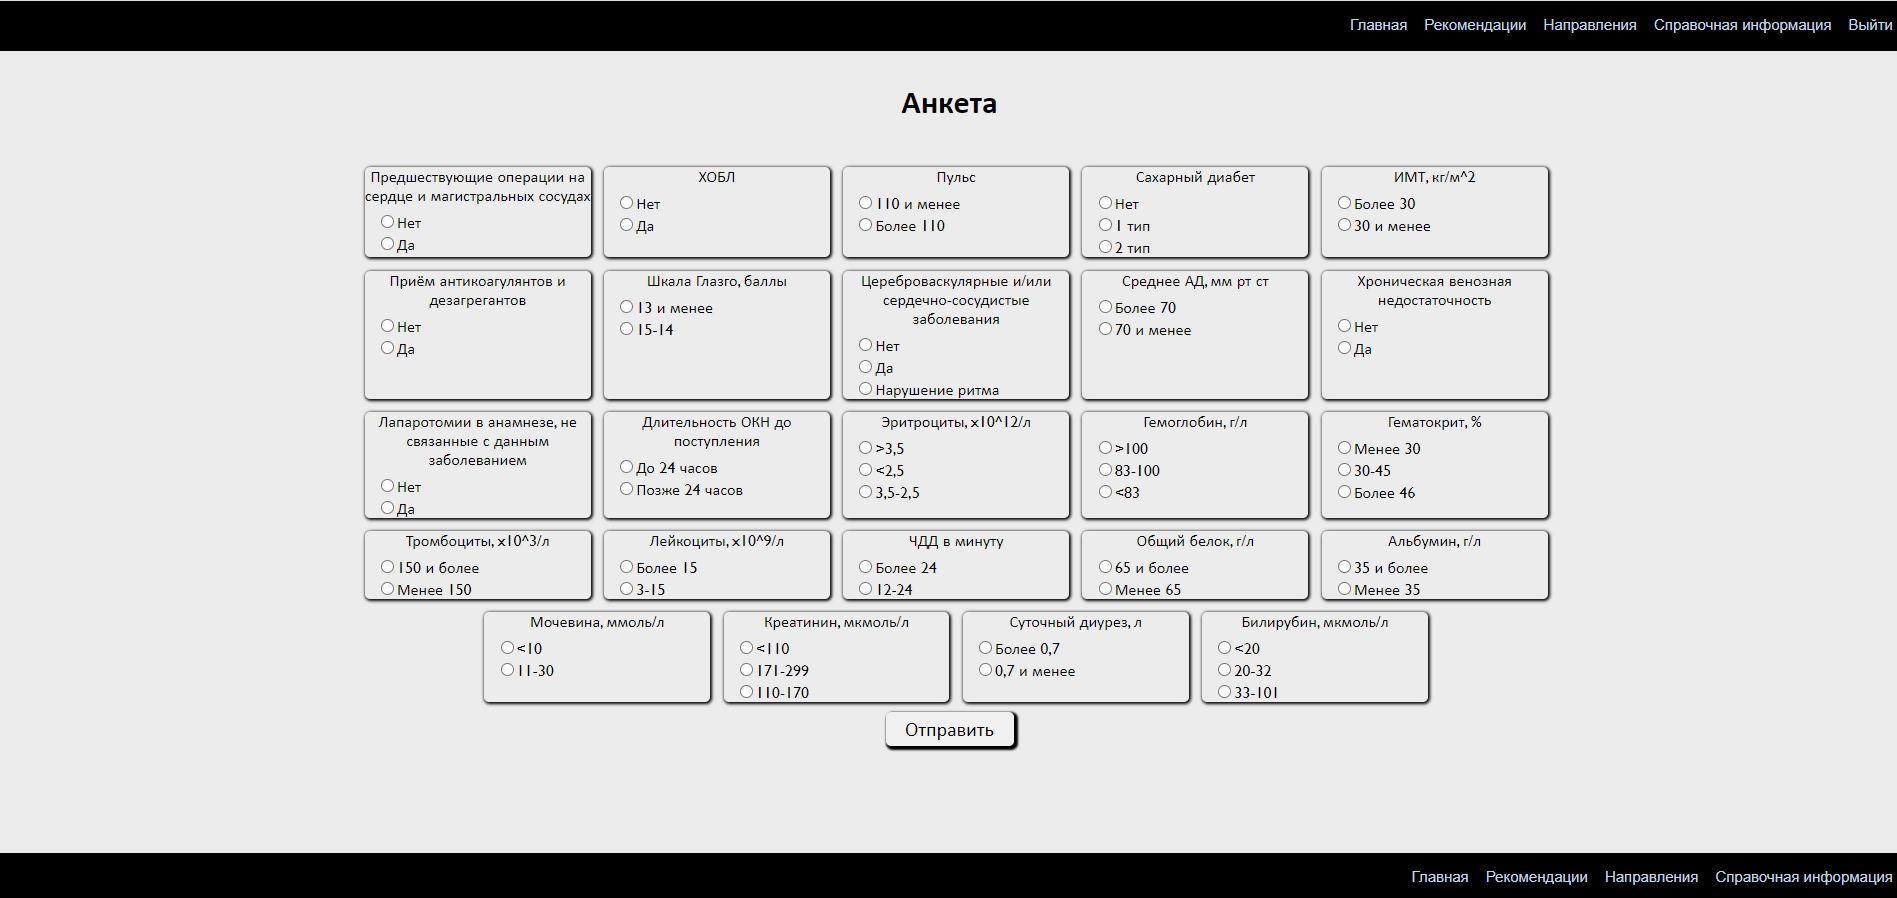 Главная Рекомендации Направления Справочная информация Выйти
Анкета
Предшествующие операции на
сердце и магистральных сосудах
Нет
Да
ХОБЛ
Нет
Да
Пульс
110 и менее
Более 110
Сахарный диабет
Нет
1 тип
2 тип
ИМТ, кг/м^2
Более 30
30 и менее
Приём антикоагулянтов и
дезагрегантов
Нет
Да
Шкала Глазго, баллы
13 и менее
15-14
Цереброваскулярные и/или
сердечно-сосудистые
заболевания
Нет
Да
Нарушение ритма
Среднее АД, мм рт ст
Более 70
70 и менее
Хроническая венозная
недостаточность
Нет
Да
Лапаротомии в анамнезе, не
связанные с данным
заболеванием
Нет
Да
Длительность ОКН до
поступления
До 24 часов
Позже 24 часов
Эритроциты, x10^12/л
>3,5
<2,5
3,5-2,5
Гемоглобин, г/л
>100
83-100
<83
Гематокрит, %
Менее 30
30-45
Более 46
Тромбоциты, x10^3/л
150 и более
Менее 150
Лейкоциты, x10^9/л
Более 15
3-15
ЧДД в минуту
Более 24
12-24
Общий белок, г/л
65 и более
Менее 65
Альбумин, г/л
35 и более
Менее 35
Мочевина, ммоль/л
<10
11-30
Креатинин, мкмоль/л
<110
171-299
110-170
Суточный диурез, л
Более 0,7
0,7 и менее
Билирубин, мкмоль/л
<20
20-32
33-101
Отправить
Главная Рекомендации Направления Справочная информация